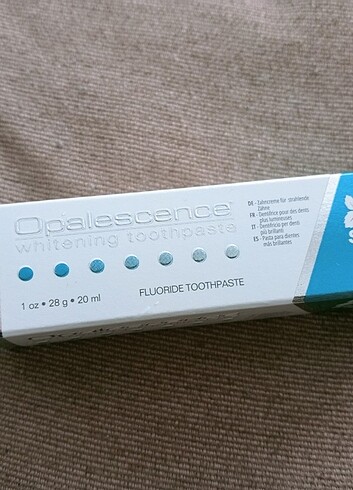 Opalescence®
whitening toothpaste
1 oz • 28 g • 20 ml
FLUORIDE TOOTHPASTE
DE - Zahncreme für strahlende
Zähne
FR - Dentifrice pour des dents
plus lumineuses
IT - Dentifricio per denti
più brillanti
ES - Pasta para dientes
más brillantes